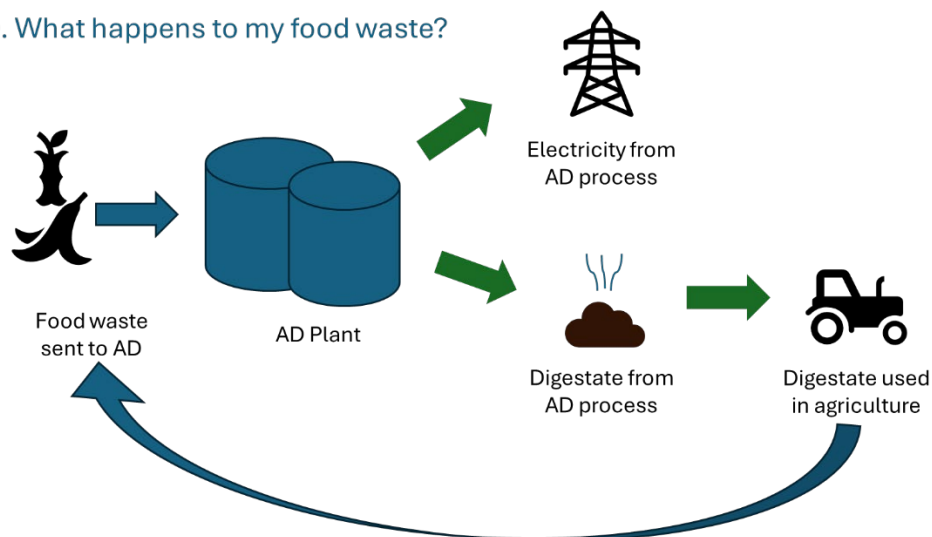 . What happens to my food waste?
Electricity from
AD process
Food waste
sent to AD
AD Plant
Digestate from
AD process
Digestate used
in agriculture